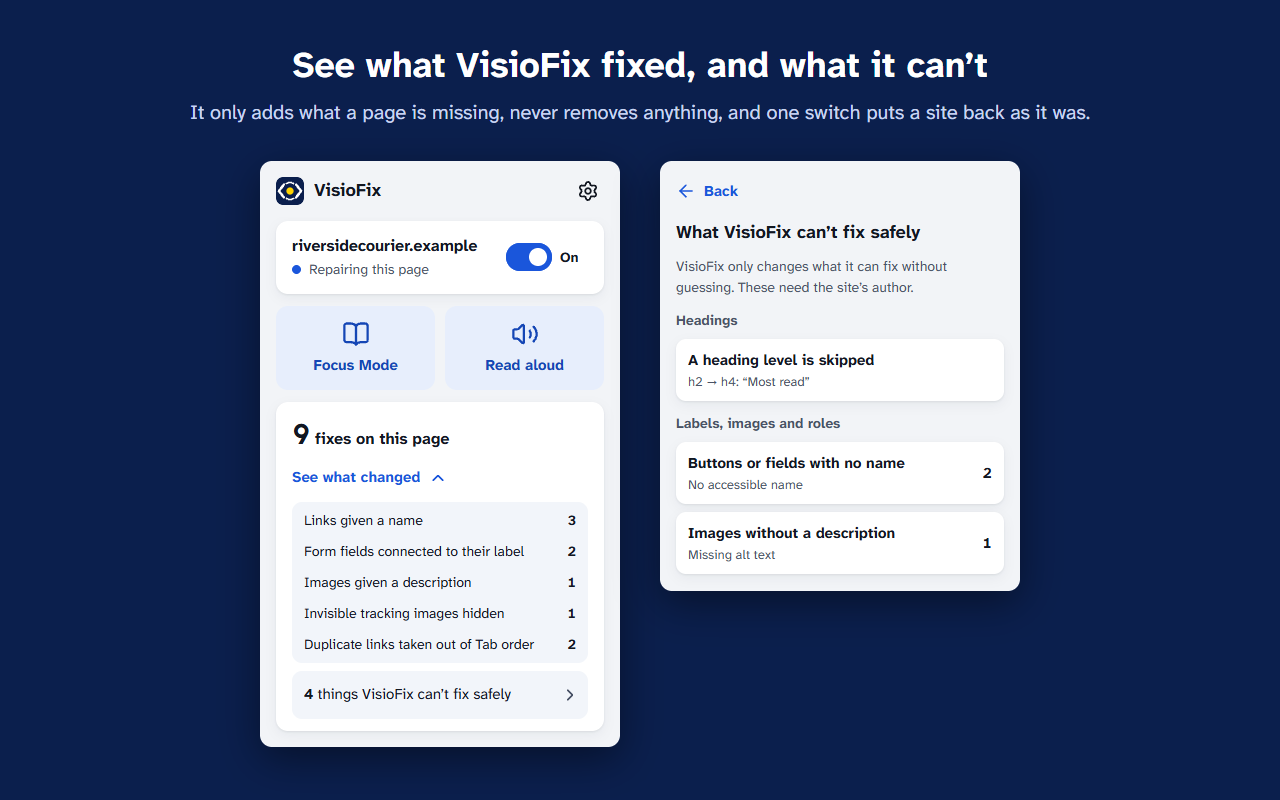 See what VisioFix fixed, and what it can’t
It only adds what a page is missing, never removes anything, and one switch puts a site back as it was.
VisioFix
riversidecourier.example
Repairing this page
On
Focus Mode
Read aloud
9 fixes on this page
See what changed
Links given a name 3
Form fields connected to their label 2
Images given a description 1
Invisible tracking images hidden 1
Duplicate links taken out of Tab order 2
4 things VisioFix can’t fix safely
Back
What VisioFix can’t fix safely
VisioFix only changes what it can fix without
guessing. These need the site’s author.
Headings
A heading level is skipped
h2 → h4: “Most read”
Labels, images and roles
Buttons or fields with no name 2
No accessible name
Images without a description 1
Missing alt text